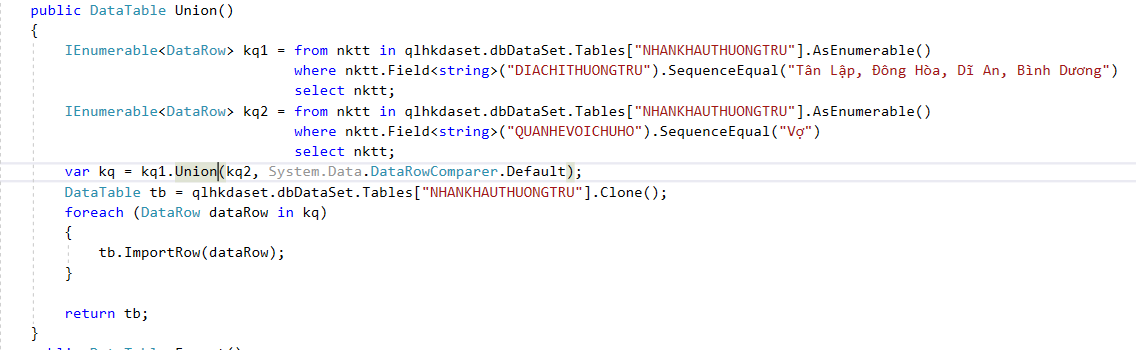 public DataTable Union()
{
IEnumerable<DataRow> kq1 = from nktt in qlhkdaset.dbDataSet.Tables["NHANKHAUTHUONGTRU"].AsEnumerable()
where nktt.Field<string>("DIACHITHUONGTRU").SequenceEqual("Tân Lập, Đông Hòa, Dĩ An, Bình Dương")
select nktt;
IEnumerable<DataRow> kq2 = from nktt in qlhkdaset.dbDataSet.Tables["NHANKHAUTHUONGTRU"].AsEnumerable()
where nktt.Field<string>("QUANHEVOICHUHO").SequenceEqual("Vợ")
select nktt;
var kq = kq1.Union(kq2, System.Data.DataRowComparer.Default);
DataTable tb = qlhkdaset.dbDataSet.Tables["NHANKHAUTHUONGTRU"].Clone();
foreach (DataRow dataRow in kq)
{
tb.ImportRow(dataRow);
}
return tb;
}